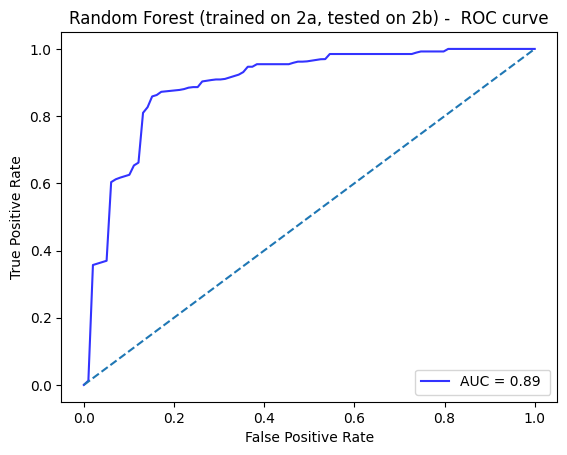 Random Forest (trained on 2a, tested on 2b) -  ROC curve
True Positive Rate
1.0
0.8
0.6
0.4
0.2
0.0
0.0 0.2 0.4 0.6 0.8 1.0
False Positive Rate
AUC = 0.89